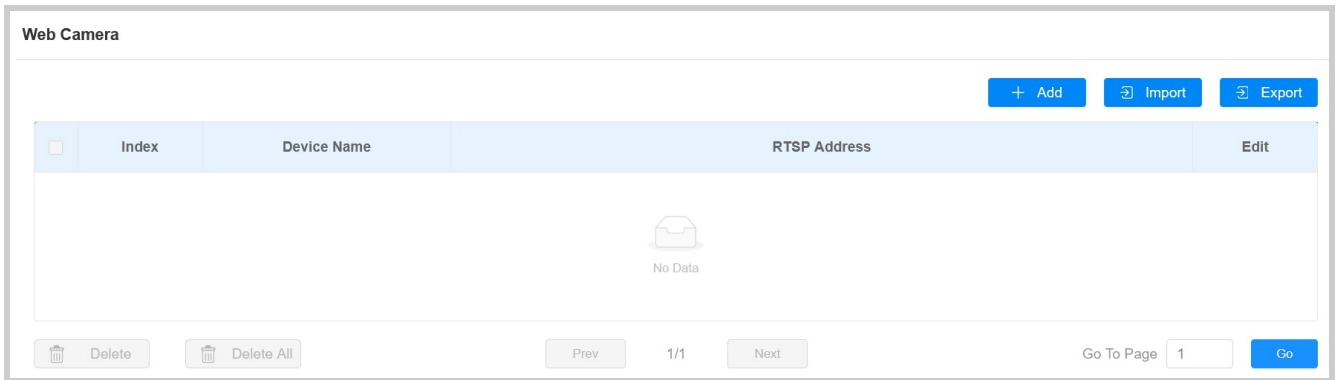 Web Camera
Add Import Export
Index Device Name RTSP Address Edit
No Data
Delete Delete All Prev 1/1 Next Go To Page 1 Go